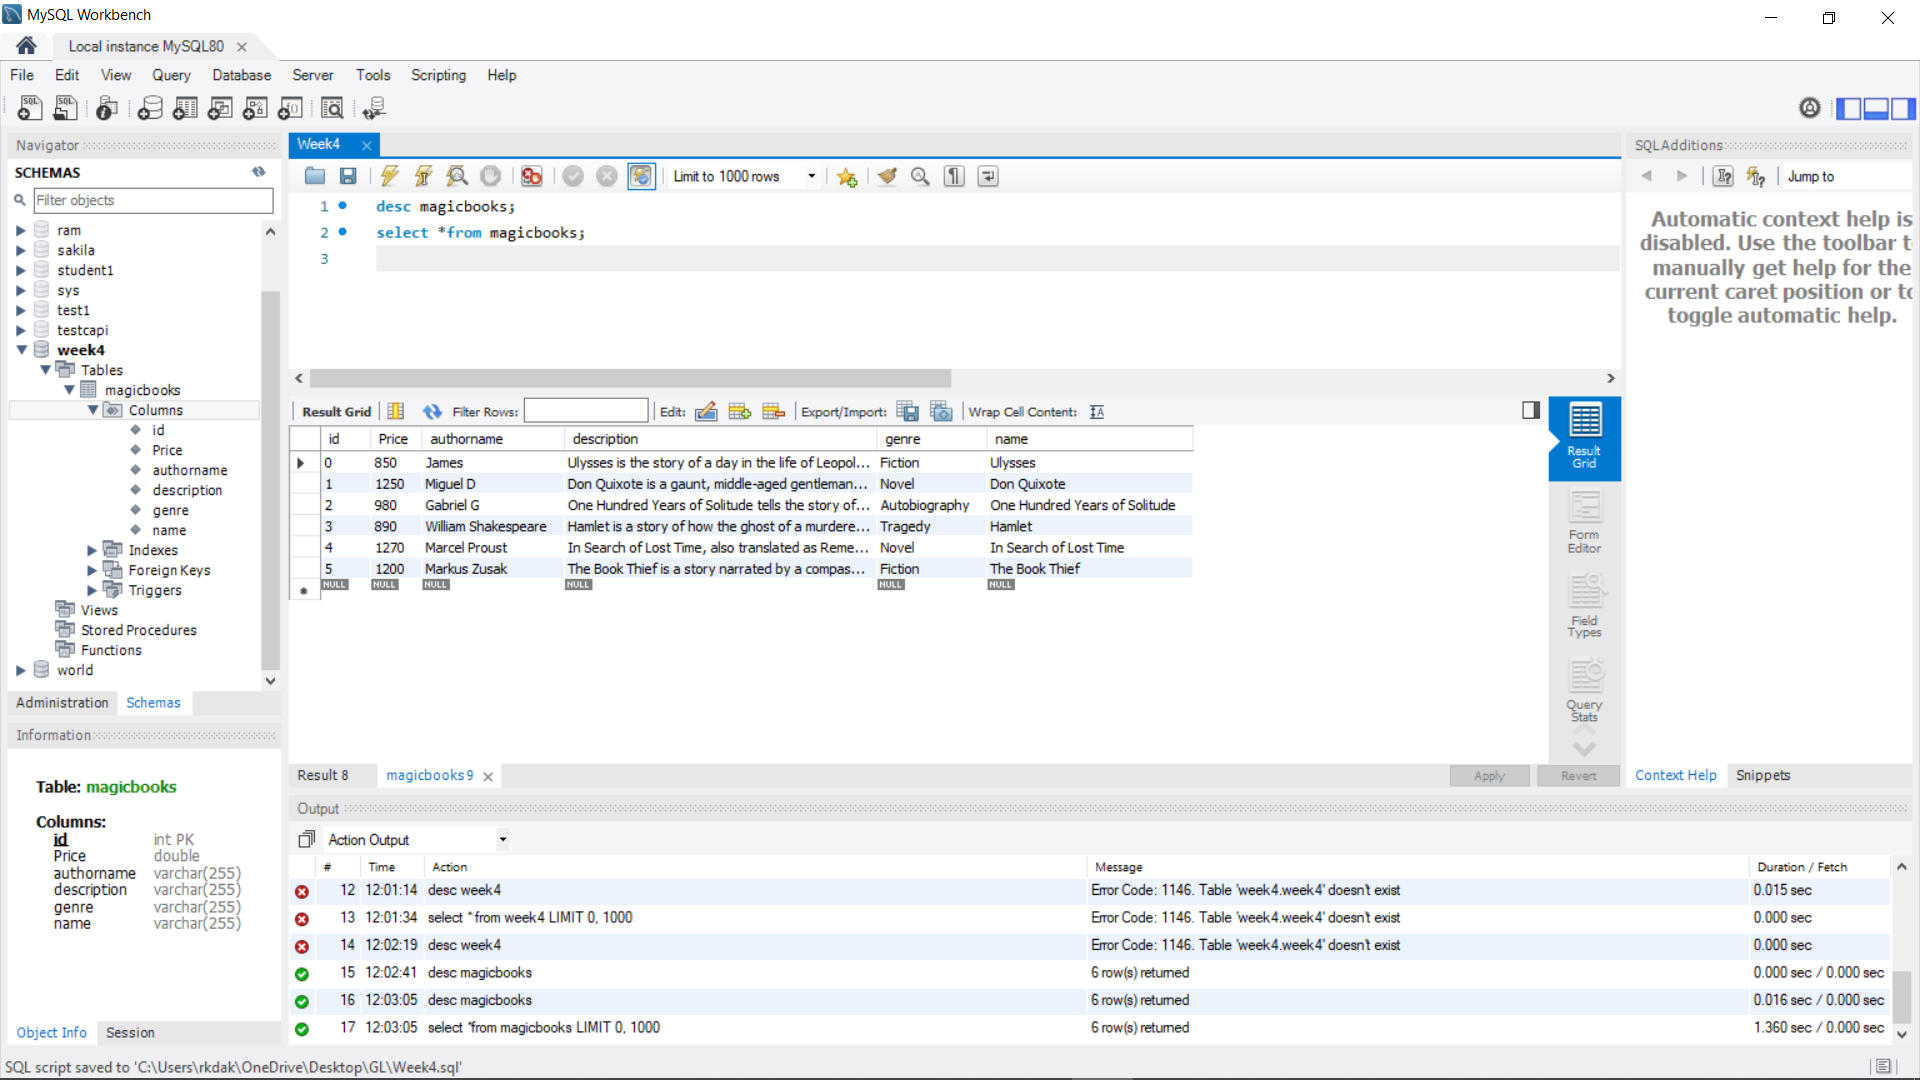 MySQL Workbench
Local instance MySQL80
File Edit View Query Database Server Tools Scripting Help
Navigator
SCHEMAS
Filter objects
ram
sakila
student1
sys
test1
testcapi
week4
Tables
magicbooks
Columns
id
Price
authorname
description
genre
name
Indexes
Foreign Keys
Triggers
Views
Stored Procedures
Functions
world
Administration Schemas
Information
Table: magicbooks
Columns:
id int PK
Price double
authorname varchar(255)
description varchar(255)
genre varchar(255)
name varchar(255)
Object Info Session
Week4
Limit to 1000 rows
1 desc magicbooks;
2 select *from magicbooks;
3
Result Grid Filter Rows: Edit: Export/Import: Wrap Cell Content:
id Price authorname description genre name
0 850 James Ulysses is the story of a day in the life of Leopol... Fiction Ulysses
1 1250 Miguel D Don Quixote is a gaunt, middle-aged gentleman... Novel Don Quixote
2 980 Gabriel G One Hundred Years of Solitude tells the story of... Autobiography One Hundred Years of Solitude
3 890 William Shakespeare Hamlet is a story of how the ghost of a murdere... Tragedy Hamlet
4 1270 Marcel Proust In Search of Lost Time, also translated as Reme... Novel In Search of Lost Time
5 1200 Markus Zusak The Book Thief is a story narrated by a compas... Fiction The Book Thief
NULL NULL NULL NULL NULL NULL
Result
Grid
Form
Editor
Field
Types
Query
Stats
Result 8 magicbooks 9 Apply Revert
SQLAdditions
Jump to
Automatic context help is
disabled. Use the toolbar t
manually get help for the
current caret position or to
toggle automatic help.
Context Help Snippets
Output
Action Output
# Time Action Message Duration / Fetch
12 12:01:14 desc week4 Error Code: 1146. Table 'week4.week4' doesn't exist 0.015 sec
13 12:01:34 select * from week4 LIMIT 0, 1000 Error Code: 1146. Table 'week4.week4' doesn't exist 0.000 sec
14 12:02:19 desc week4 Error Code: 1146. Table 'week4.week4' doesn't exist 0.000 sec
15 12:02:41 desc magicbooks 6 row(s) returned 0.000 sec / 0.000 sec
16 12:03:05 desc magicbooks 6 row(s) returned 0.016 sec / 0.000 sec
17 12:03:05 select *from magicbooks LIMIT 0, 1000 6 row(s) returned 1.360 sec / 0.000 sec
SQL script saved to 'C:\Users\rkdak\OneDrive\Desktop\GL\Week4.sql'